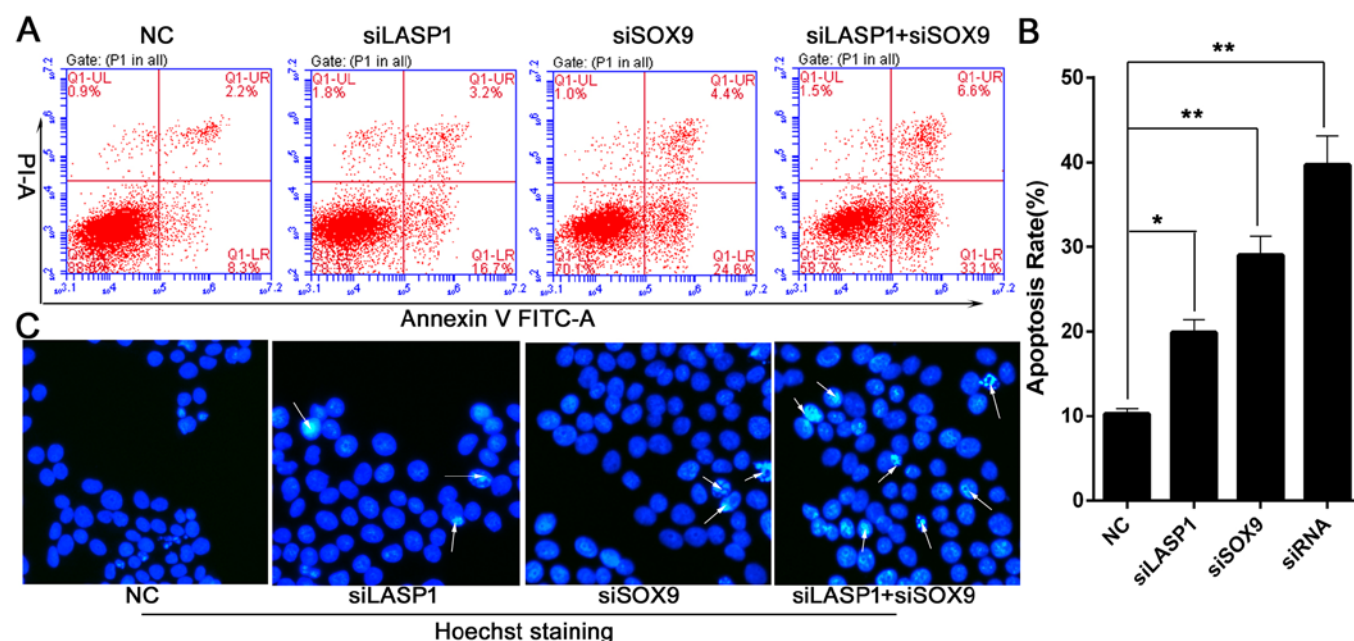 A
NC
siLASP1
siSOX9
siLASP1+siSOX9
Gate: (P1 in all)
Gate: (P1 in all)
Gate: (P1 in all)
Gate: (P1 in all)
Q1-UL
0.9%
Q1-UR
2.2%
Q1-UL
1.8%
Q1-UR
3.2%
Q1-UL
1.0%
Q1-UR
4.4%
Q1-UL
1.5%
Q1-UR
6.6%
PI-A
Q1-LR
8.3%
Q1-LR
16.7%
70.1%
Q1-LR
24.6%
Q1-LL
58.7%
Q1-LR
33.1%
Annexin V FITC-A
B
**
**
*
Apoptosis Rate(%)
50
40
30
20
10
0
NC
siLASP1
siSOX9
siRNA
C
NC
siLASP1
siSOX9
siLASP1+siSOX9
Hoechst staining